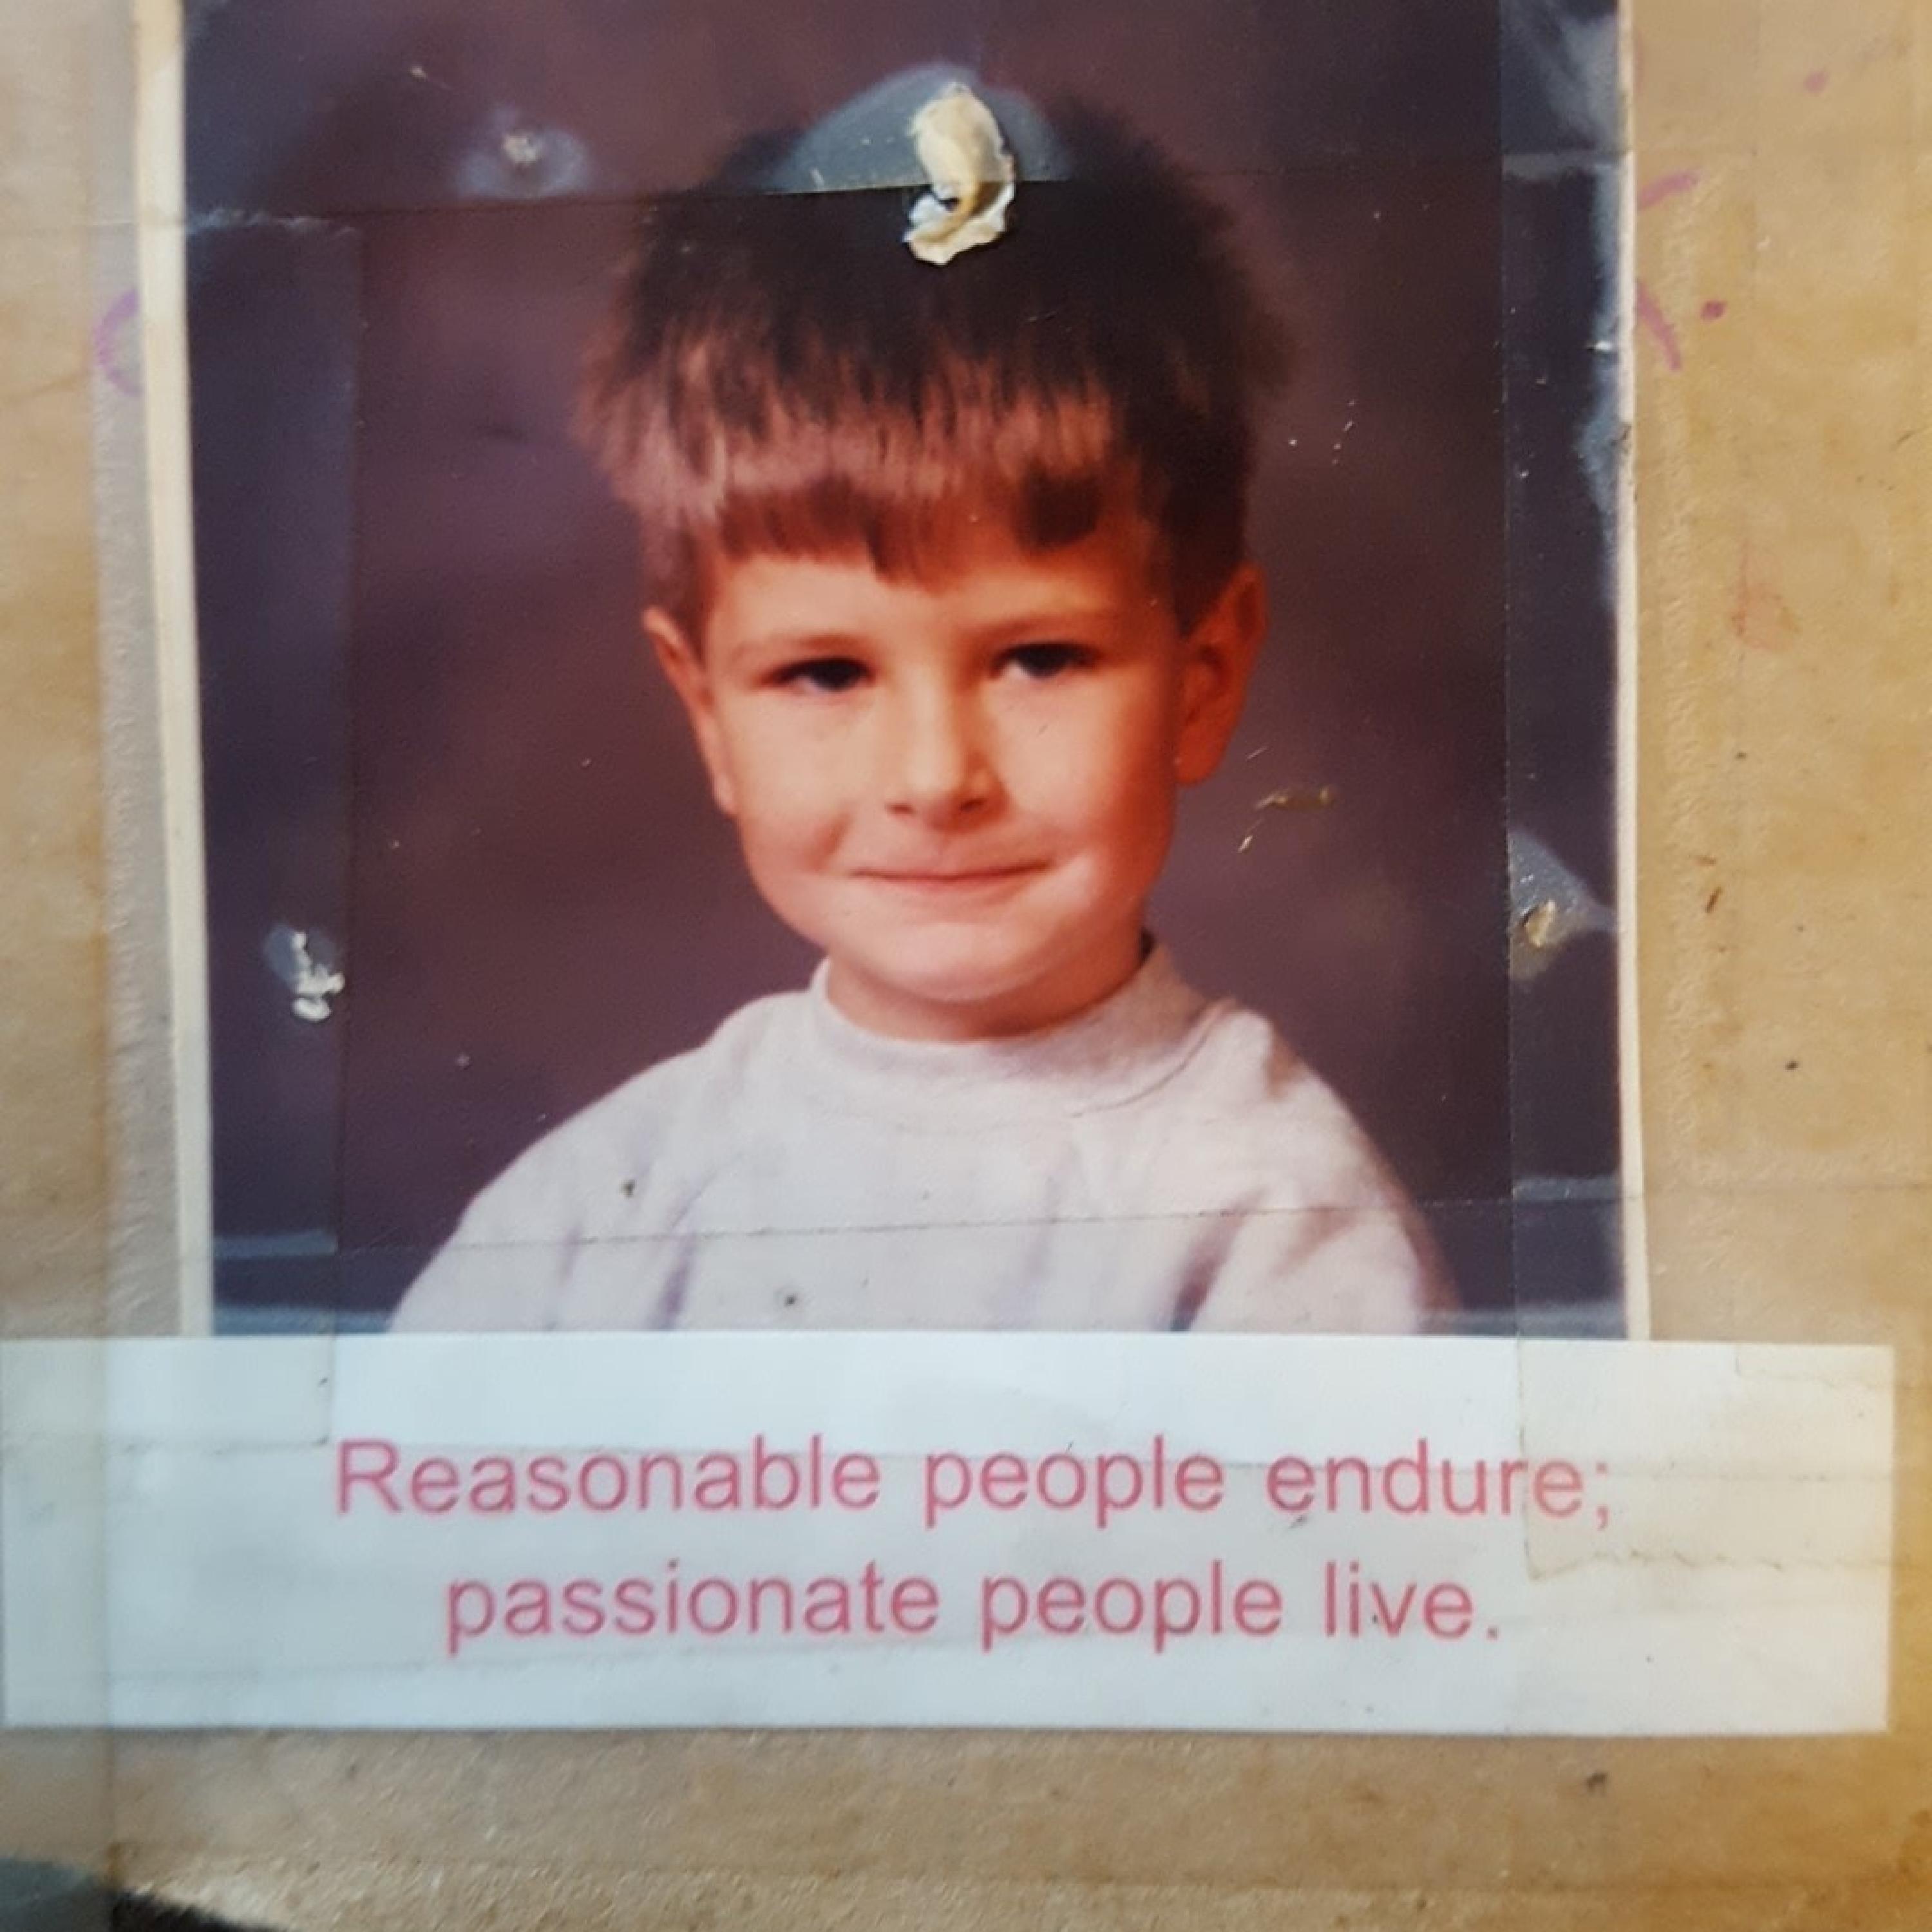 Reasonable people endure;
passionate people live.